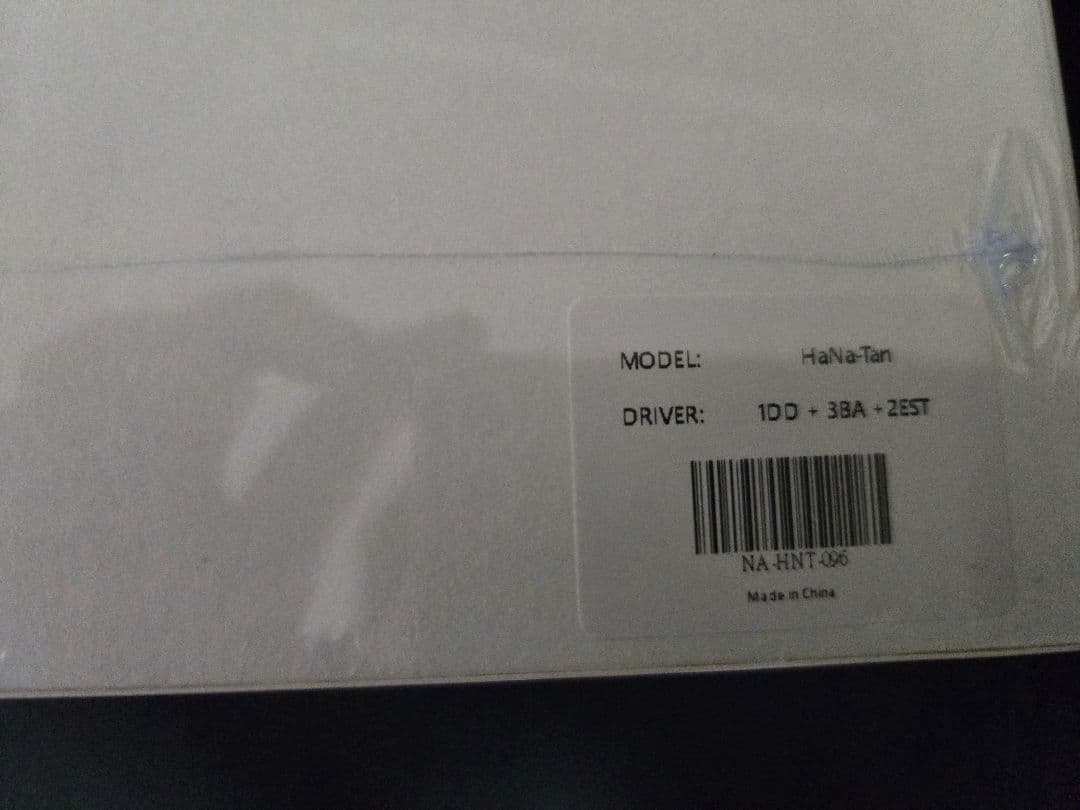 MODEL: HaNa-Tan
DRIVER: 1DD + 3BA + 2EST
NA-HNT-096
Made in China